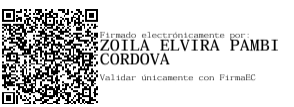 Firmado electrónicamente por:
ZOILA ELVIRA PAMBI
CORDOVA
Validar únicamente con FirmaEC